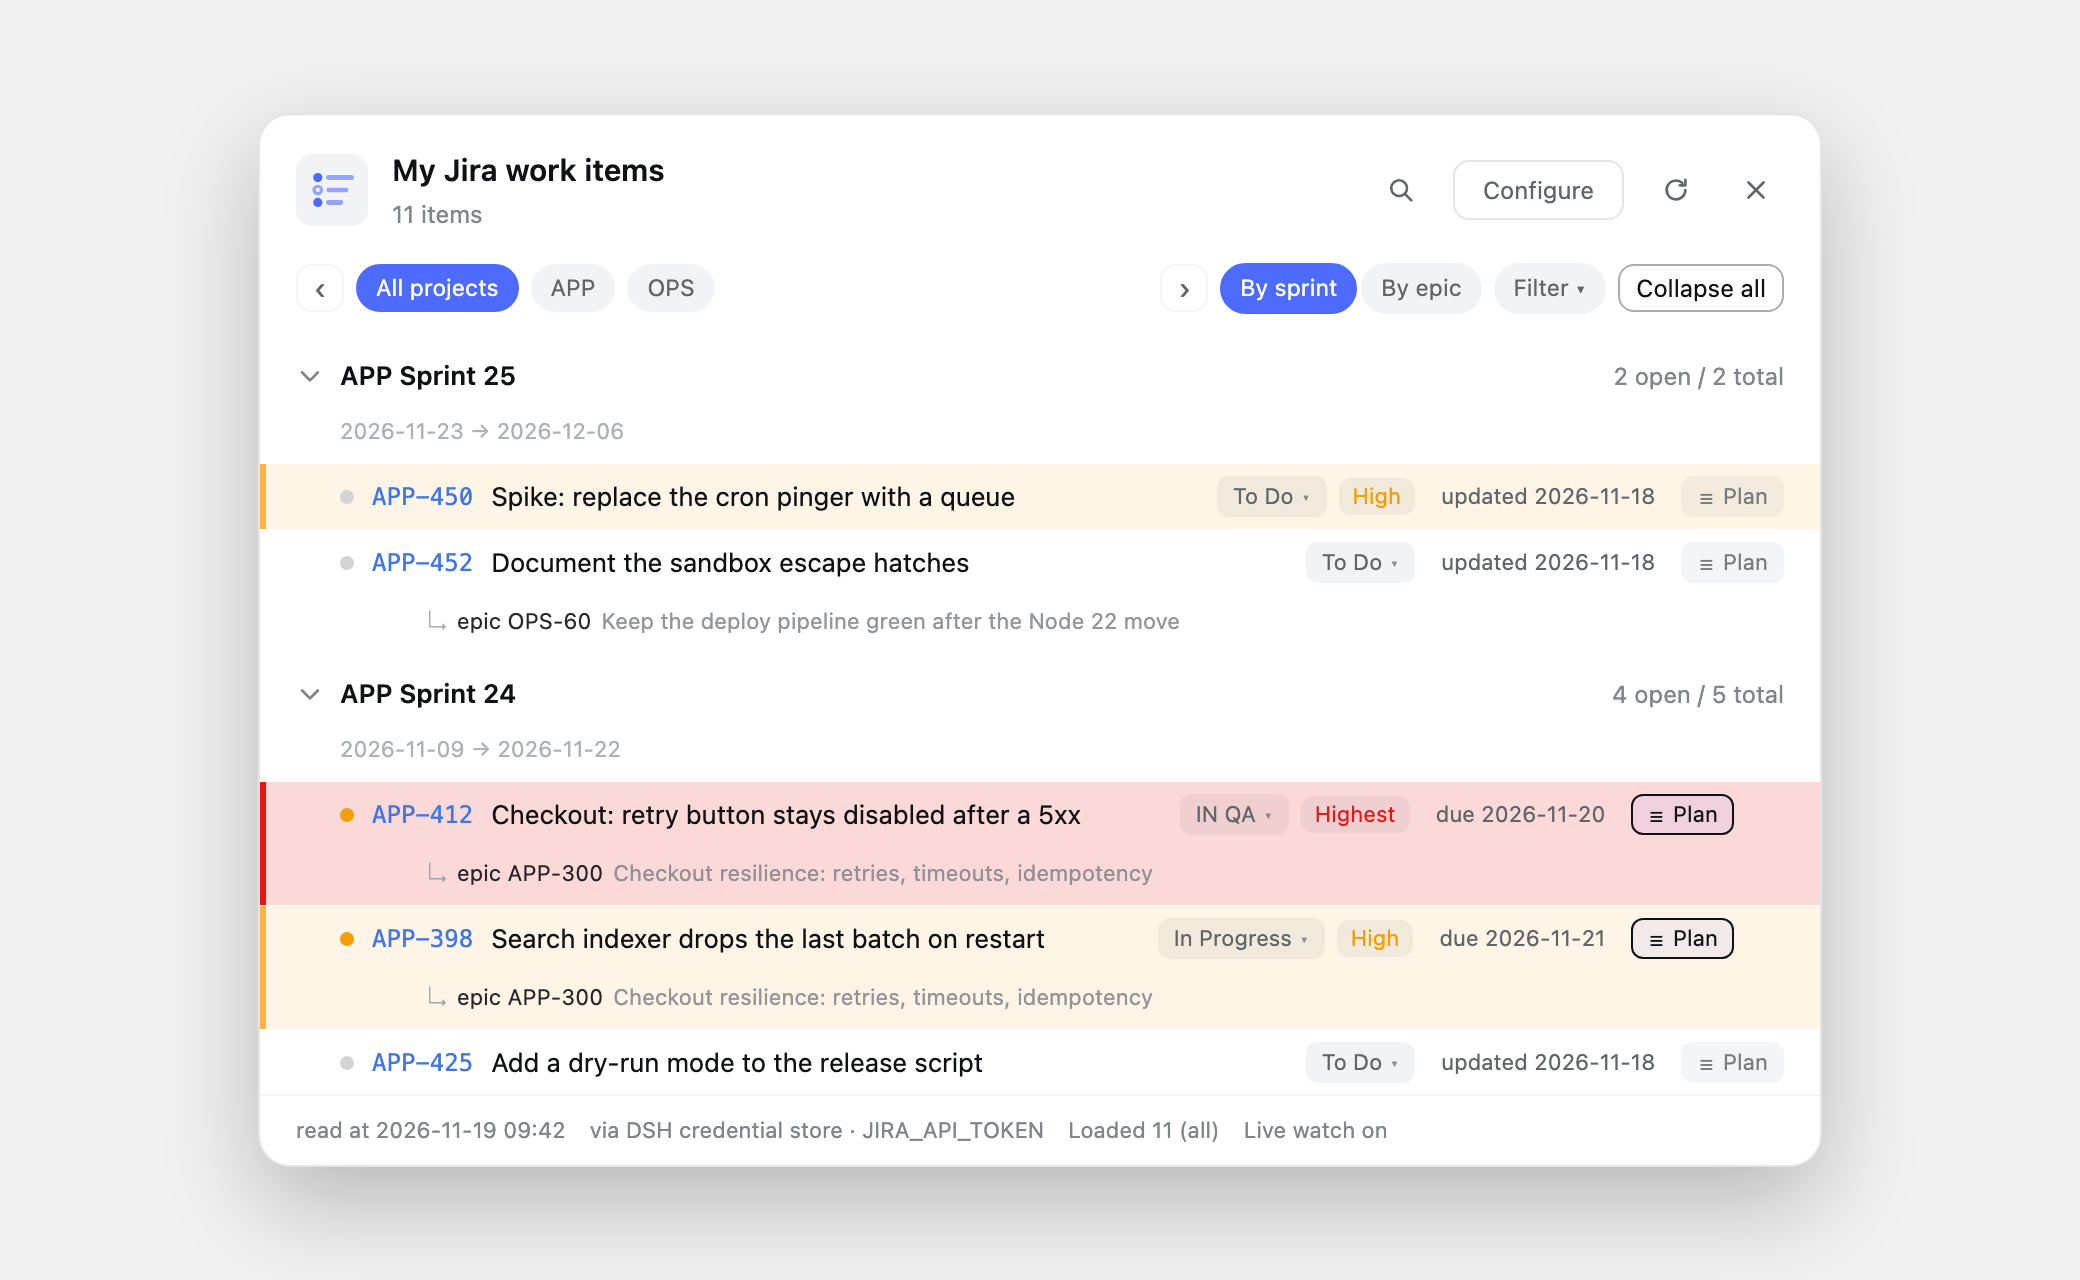 My Jira work items
11 items
Configure
‹ All projects APP OPS › By sprint By epic Filter ▾ Collapse all
APP Sprint 25 2 open / 2 total
2026-11-23 → 2026-12-06
APP-450 Spike: replace the cron pinger with a queue To Do ▾ High updated 2026-11-18 ≡ Plan
APP-452 Document the sandbox escape hatches To Do ▾ updated 2026-11-18 ≡ Plan
epic OPS-60 Keep the deploy pipeline green after the Node 22 move
APP Sprint 24 4 open / 5 total
2026-11-09 → 2026-11-22
APP-412 Checkout: retry button stays disabled after a 5xx IN QA ▾ Highest due 2026-11-20 ≡ Plan
epic APP-300 Checkout resilience: retries, timeouts, idempotency
APP-398 Search indexer drops the last batch on restart In Progress ▾ High due 2026-11-21 ≡ Plan
epic APP-300 Checkout resilience: retries, timeouts, idempotency
APP-425 Add a dry-run mode to the release script To Do ▾ updated 2026-11-18 ≡ Plan
read at 2026-11-19 09:42 via DSH credential store · JIRA_API_TOKEN Loaded 11 (all) Live watch on